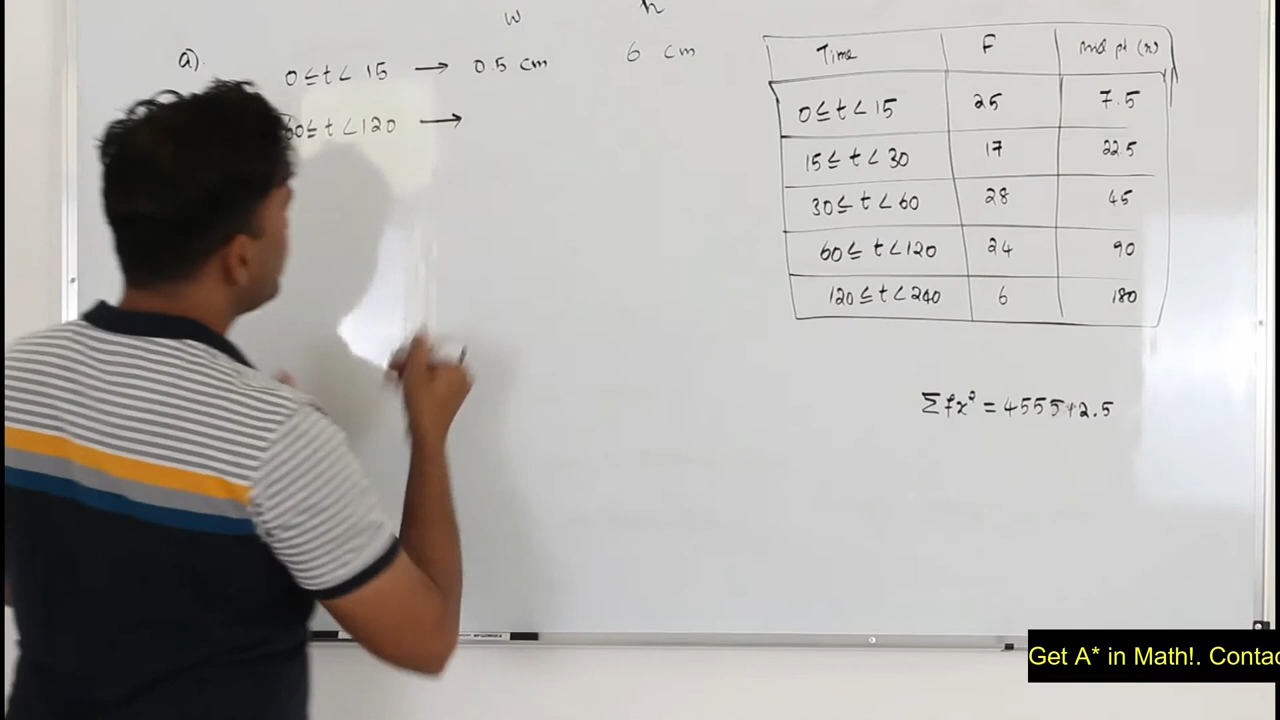 w h
a). 0 ≤ t < 15 → 0.5 cm 6 cm
60 ≤ t < 120 →
Time F mid pt (x)
0 ≤ t < 15 25 7.5
15 ≤ t < 30 17 22.5
30 ≤ t < 60 28 45
60 ≤ t < 120 24 90
120 ≤ t < 240 6 180
Σfx² = 455512.5
Get A* in Math!. Contac